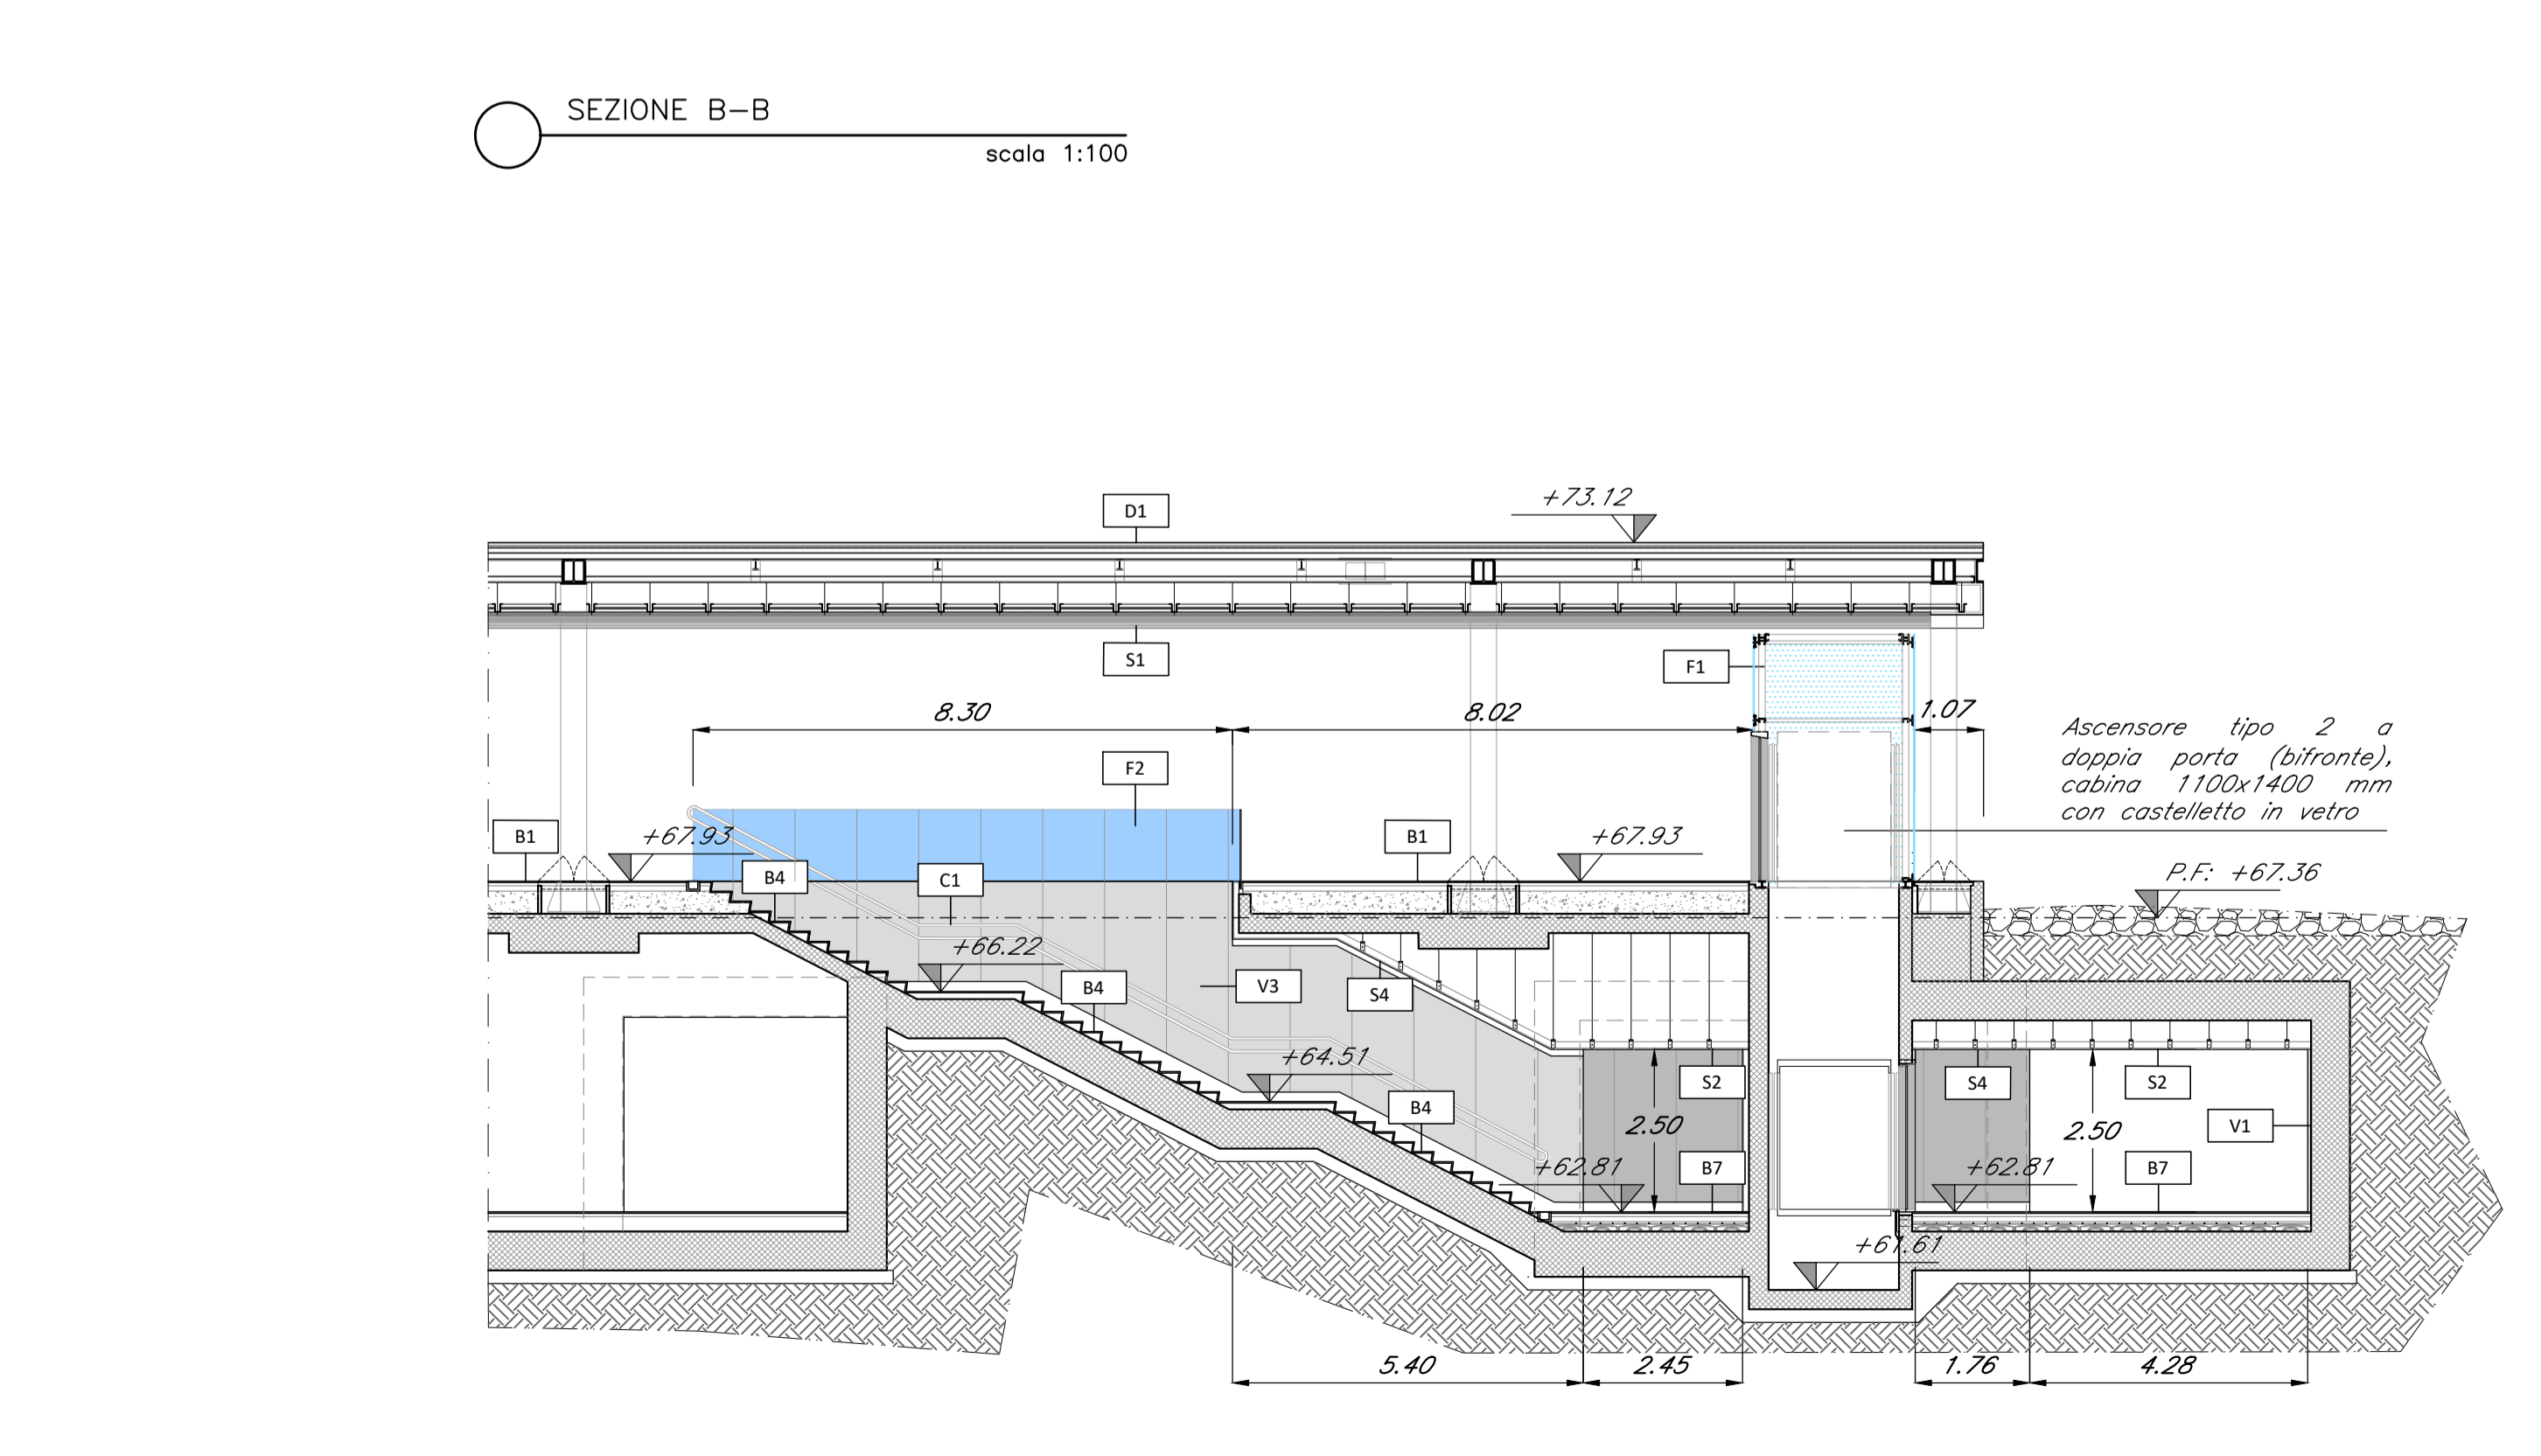 SEZIONE B-B
scala 1:100
+73.12
D1
S1
F1
8.30
8.02
1.07
Ascensore tipo 2 a
doppia porta (bifronte),
cabina 1100x1400 mm
con castelletto in vetro
F2
B1
+67.93
B1
+67.93
P.F: +67.36
B4
C1
+66.22
B4
V3
S4
+64.51
S2
S4
S2
B4
2.50
2.50
V1
+62.81
B7
+62.81
B7
+61.61
5.40
2.45
1.76
4.28